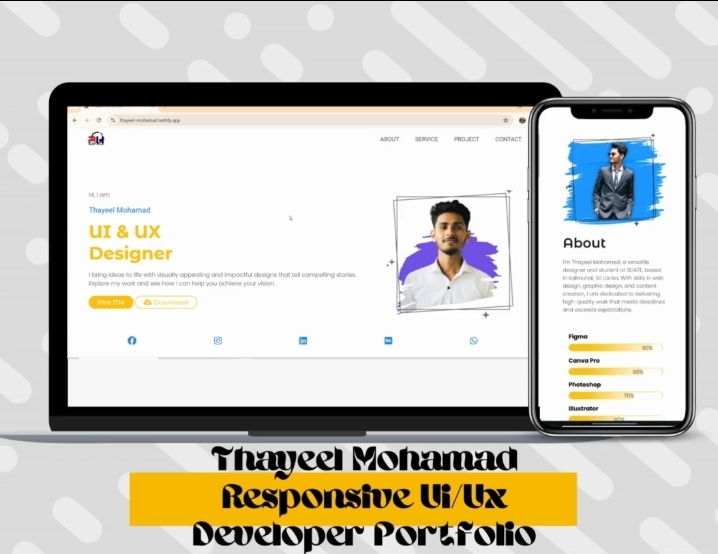 thayeel-mohamad.netlify.app
ABOUT SERVICE PROJECT CONTACT
Hi, I am
Thayeel Mohamad
UI & UX
Designer
I bring ideas to life with visually appealing and impactful designs that tell compelling stories.
Explore my work and see how I can help you achieve your vision.
Hire Me Download
About
I'm Thayeel Mohamad, a versatile
designer and student of SLIATE, based
in Kalmunai, Sri Lanka. With skills in web
design, graphic design, and content
creation, I am dedicated to delivering
high-quality work that meets deadlines
and exceeds expectations.
Figma
90%
Canva Pro
Photoshop
70%
Illustrator
Thayeel Mohamad
Responsive Ui/Ux
Developer Portfolio